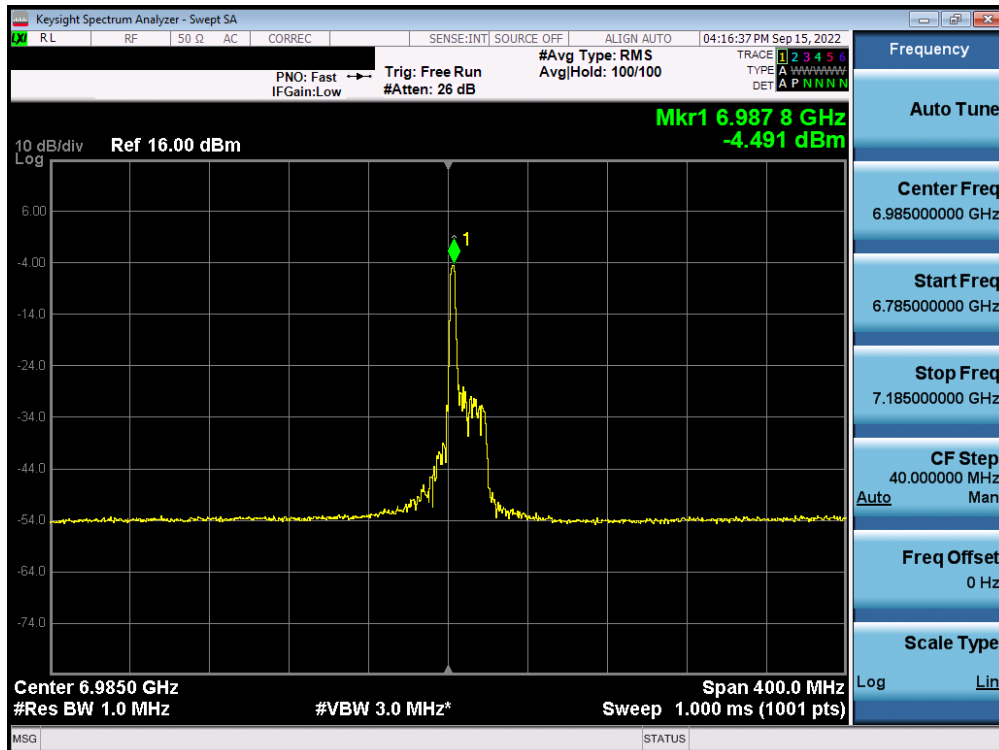 Keysight Spectrum Analyzer - Swept SA
LXI RL RF 50 Ω AC CORREC SENSE:INT SOURCE OFF ALIGN AUTO 04:16:37 PM Sep 15, 2022
#Avg Type: RMS TRACE 1 2 3 4 5 6
PNO: Fast Trig: Free Run Avg|Hold: 100/100 TYPE A WWWWW
IFGain:Low #Atten: 26 dB DET A P N N N N
Mkr1 6.987 8 GHz
-4.491 dBm
10 dB/div Ref 16.00 dBm
Log
1
6.00
-4.00
-14.0
-24.0
-34.0
-44.0
-54.0
-64.0
-74.0
Center 6.9850 GHz Span 400.0 MHz
#Res BW 1.0 MHz #VBW 3.0 MHz* Sweep 1.000 ms (1001 pts)
MSG STATUS
Frequency
Auto Tune
Center Freq
6.985000000 GHz
Start Freq
6.785000000 GHz
Stop Freq
7.185000000 GHz
CF Step
40.000000 MHz
Auto Man
Freq Offset
0 Hz
Scale Type
Log Lin